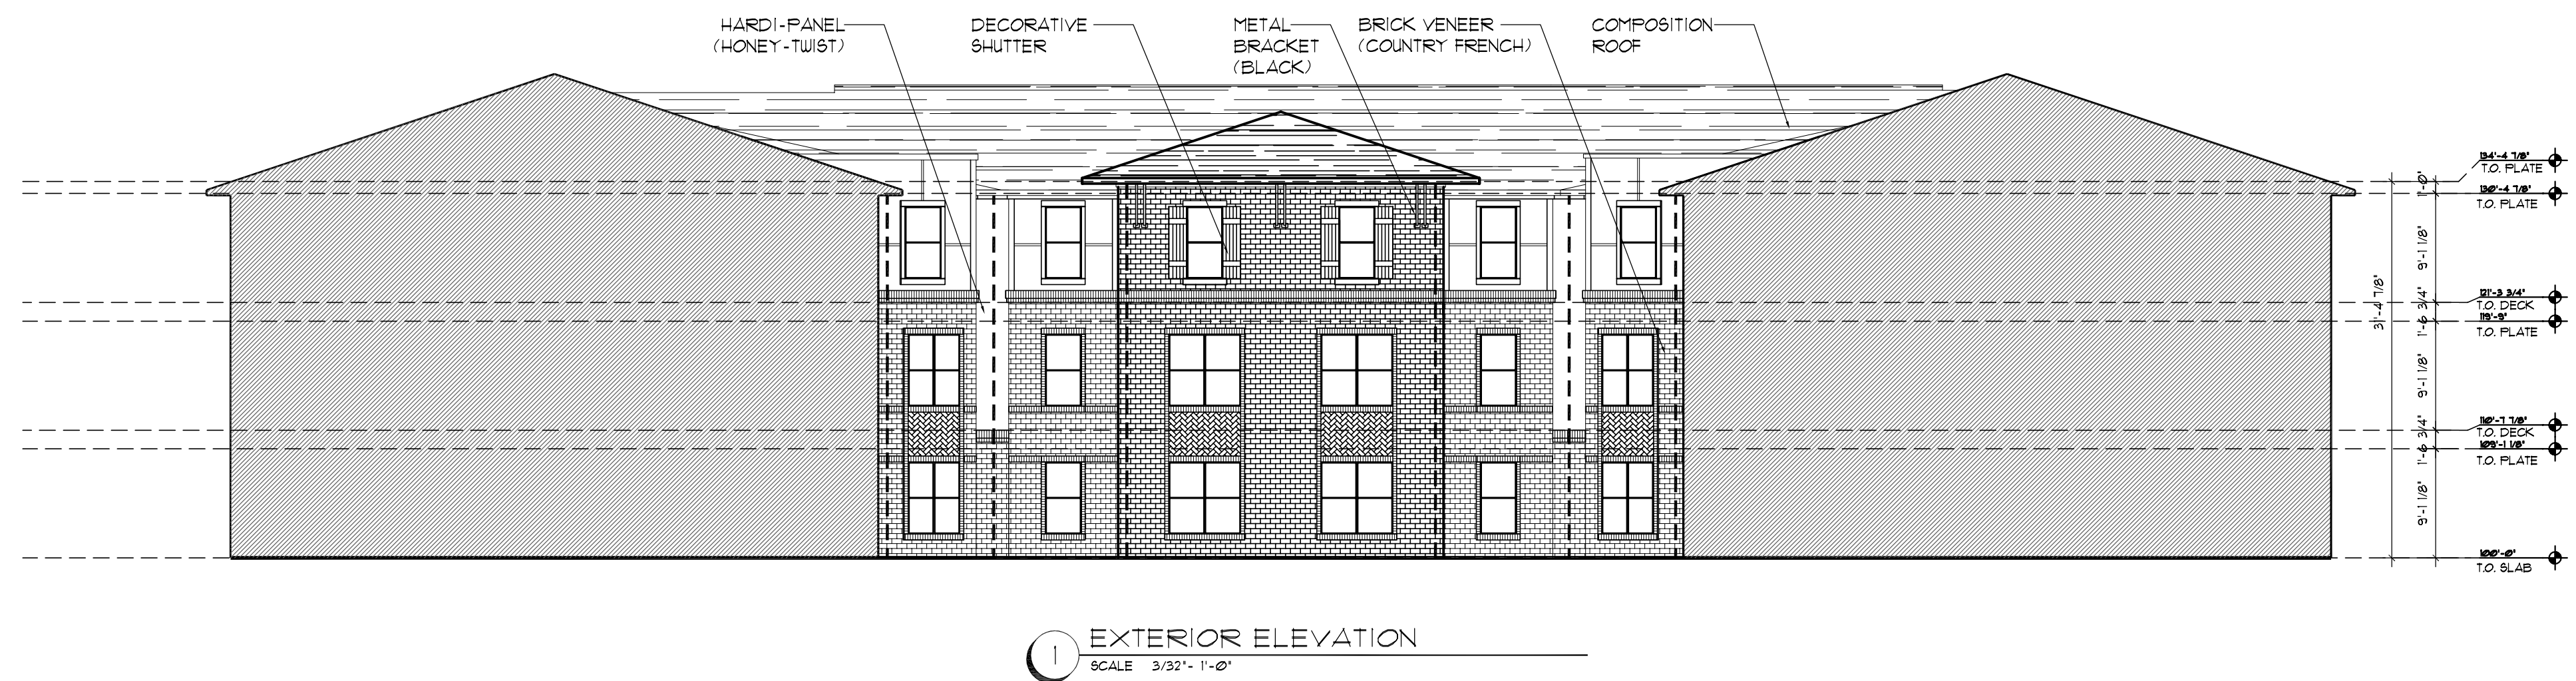 HARDI-PANEL
(HONEY-TWIST)
DECORATIVE
SHUTTER
METAL
BRACKET
(BLACK)
BRICK VENEER
(COUNTRY FRENCH)
COMPOSITION
ROOF
134'-4 7/8"
T.O. PLATE
130'-4 7/8"
T.O. PLATE
121'-3 3/4"
T.O. DECK
119'-9"
T.O. PLATE
110'-7 7/8"
T.O. DECK
109'-1 1/8"
T.O. PLATE
100'-0"
T.O. SLAB
1'-0"
9'-1 1/8"
1'-6 3/4"
9'-1 1/8"
1'-6 3/4"
9'-1 1/8"
31'-4 7/8"
1
EXTERIOR ELEVATION
SCALE 3/32"- 1'-0"